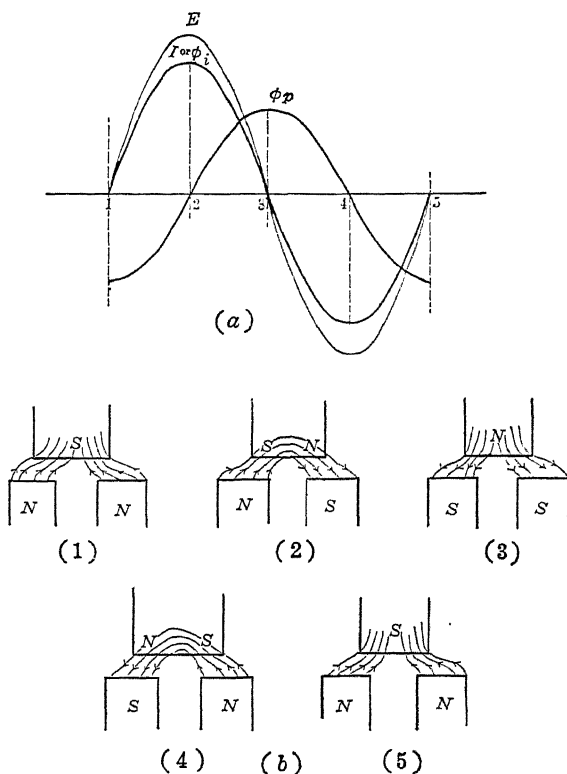 E
I or ϕi
ϕp
1 2 3 4 5
(a)
S
N N
(1)
S N
N S
(2)
N
S S
(3)
N S
S N
(4)
S
N N
(5)
(b)